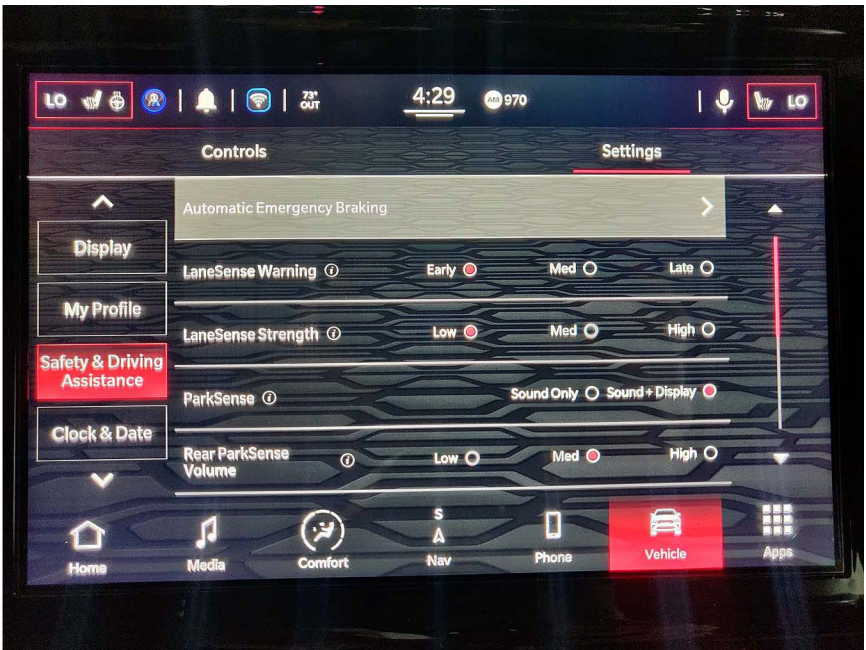 LO
73°
OUT
4:29
AM 970
LO
Controls
Settings
Automatic Emergency Braking
Display
LaneSense Warning
Early
Med
Late
My Profile
LaneSense Strength
Low
Med
High
Safety & Driving
Assistance
ParkSense
Sound Only
Sound + Display
Clock & Date
Rear ParkSense
Volume
Low
Med
High
Home
Media
Comfort
S
Nav
Phone
Vehicle
Apps